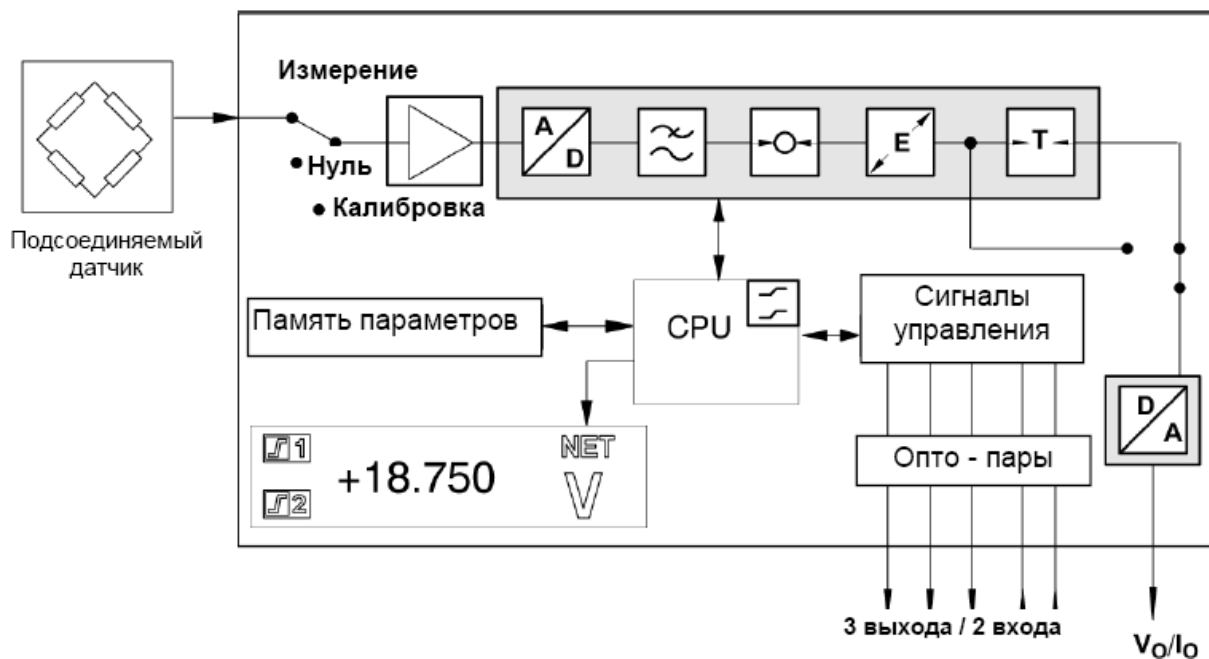 Измерение
Нуль
Калибровка
Подсоединяемый
датчик
A
D
E
T
Память параметров
CPU
Сигналы
управления
1
2
+18.750
NET
V
Опто - пары
D
A
3 выхода / 2 входа
VO/IO